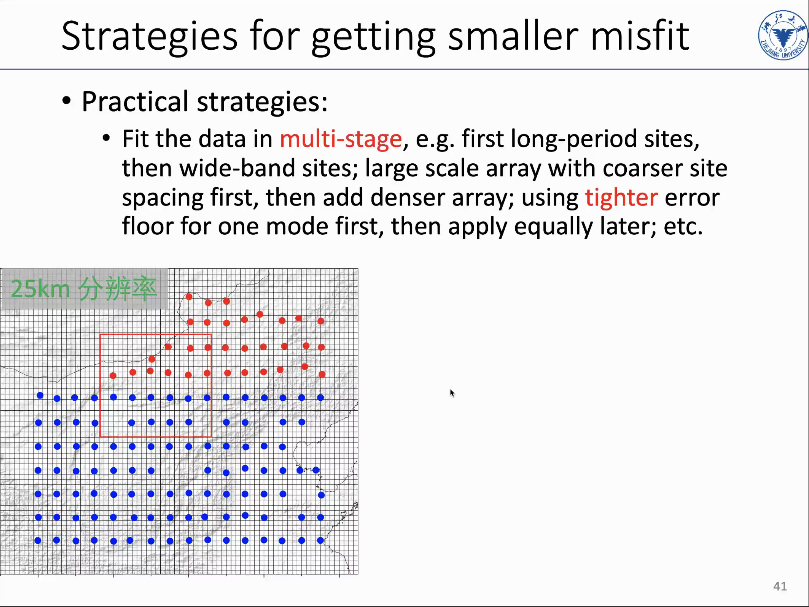 Strategies for getting smaller misfit
• Practical strategies:
• Fit the data in multi-stage, e.g. first long-period sites,
then wide-band sites; large scale array with coarser site
spacing first, then add denser array; using tighter error
floor for one mode first, then apply equally later; etc.
25km 分辨率
41